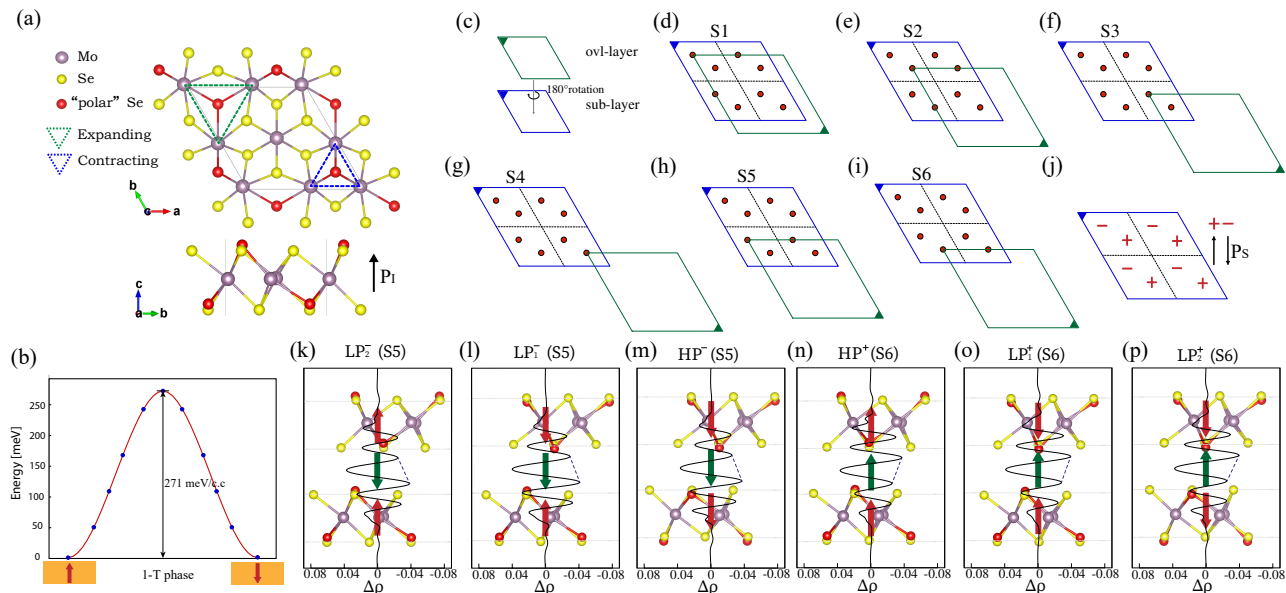 (a)
Mo
Se
"polar" Se
Expanding
Contracting
b
c
a
c
a
b
P_I
(c)
ovl-layer
180°rotation
sub-layer
(d)
S1
(e)
S2
(f)
S3
(g)
S4
(h)
S5
(i)
S6
(j)
− −
+ +
− −
+ +
+ −
P_S
(b)
Energy [meV]
250
200
150
100
50
0
271 meV/c.c
1-T phase
(k)
LP₂⁻ (S5)
0.08 0.04 0 -0.04 -0.08
Δρ
(l)
LP₁⁻ (S5)
0.08 0.04 0 -0.04 -0.08
Δρ
(m)
HP⁻ (S5)
0.08 0.04 0 -0.04 -0.08
Δρ
(n)
HP⁺ (S6)
0.08 0.04 0 -0.04 -0.08
Δρ
(o)
LP₁⁺ (S6)
0.08 0.04 0 -0.04 -0.08
Δρ
(p)
LP₂⁺ (S6)
0.08 0.04 0 -0.04 -0.08
Δρ